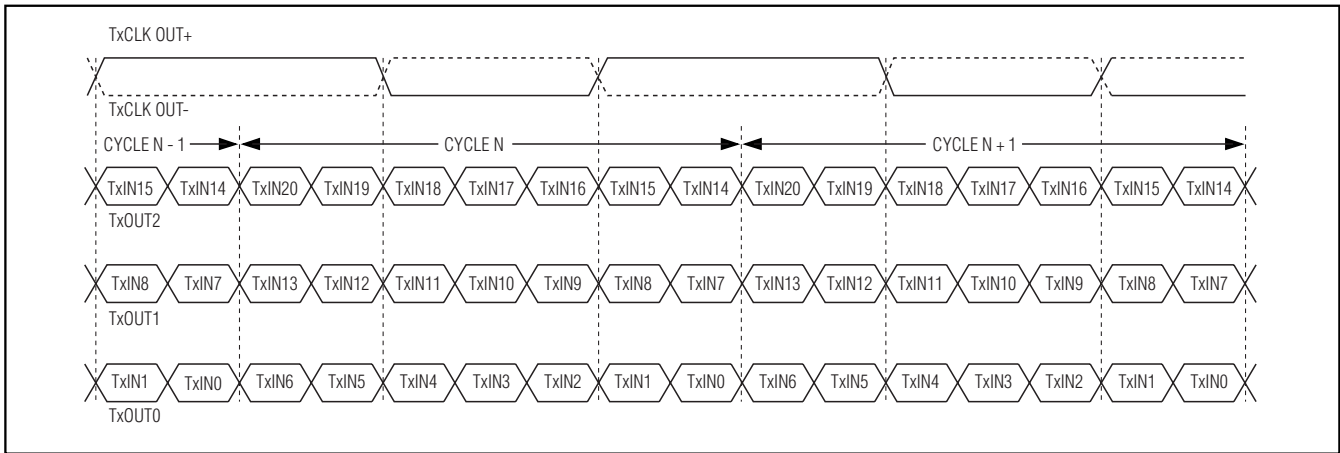 TxCLK OUT+
TxCLK OUT-
CYCLE N - 1 CYCLE N CYCLE N + 1
TxIN15 TxIN14 TxIN20 TxIN19 TxIN18 TxIN17 TxIN16 TxIN15 TxIN14 TxIN20 TxIN19 TxIN18 TxIN17 TxIN16 TxIN15 TxIN14
TxOUT2
TxIN8 TxIN7 TxIN13 TxIN12 TxIN11 TxIN10 TxIN9 TxIN8 TxIN7 TxIN13 TxIN12 TxIN11 TxIN10 TxIN9 TxIN8 TxIN7
TxOUT1
TxIN1 TxIN0 TxIN6 TxIN5 TxIN4 TxIN3 TxIN2 TxIN1 TxIN0 TxIN6 TxIN5 TxIN4 TxIN3 TxIN2 TxIN1 TxIN0
TxOUT0